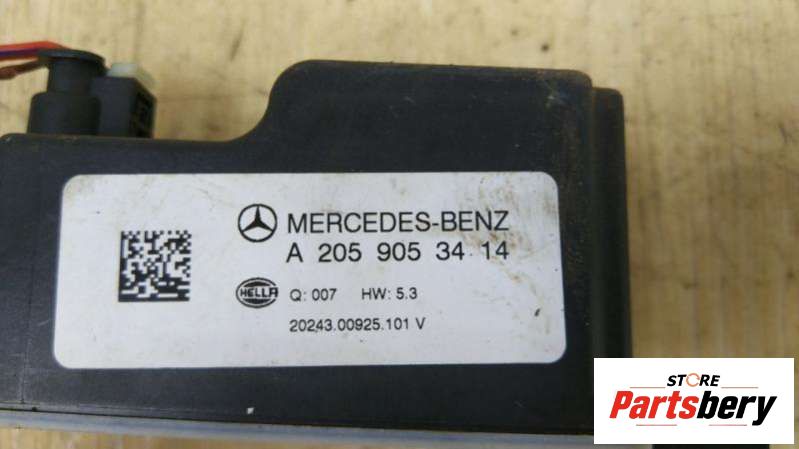 MERCEDES-BENZ
A 205 905 34 14
HELLA
Q: 007 HW: 5.3
20243.00925.101 V
STORE
Partsbery